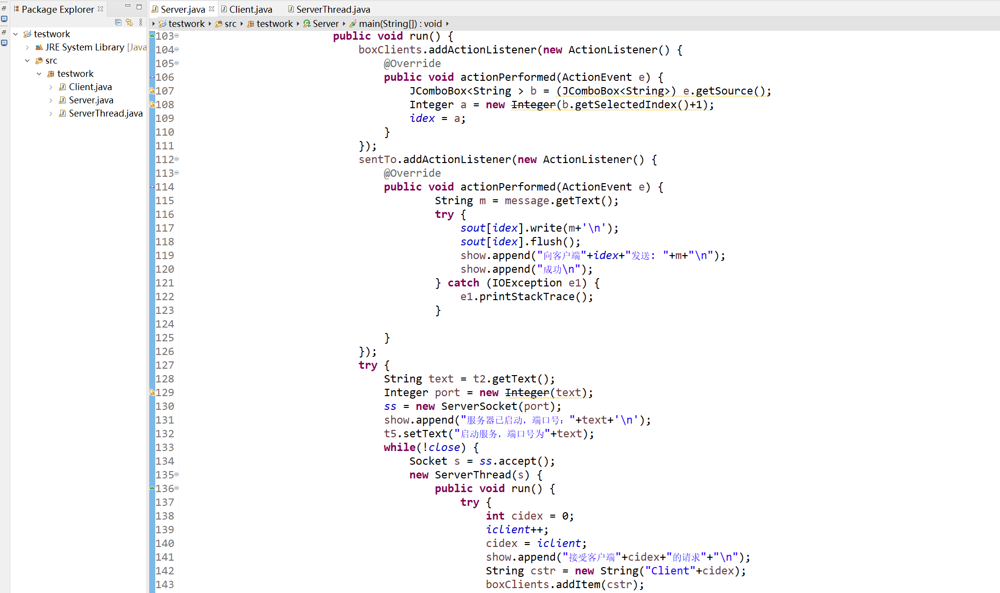 Package Explorer
testwork
JRE System Library [Java
src
testwork
Client.java
Server.java
ServerThread.java
Server.java Client.java ServerThread.java
testwork src testwork Server main(String[]) : void
103 public void run() {
104 boxClients.addActionListener(new ActionListener() {
105 @Override
106 public void actionPerformed(ActionEvent e) {
107 JComboBox<String > b = (JComboBox<String>) e.getSource();
108 Integer a = new Integer(b.getSelectedIndex()+1);
109 idex = a;
110 }
111 });
112 sentTo.addActionListener(new ActionListener() {
113 @Override
114 public void actionPerformed(ActionEvent e) {
115 String m = message.getText();
116 try {
117 sout[idex].write(m+'\n');
118 sout[idex].flush();
119 show.append("向客户端"+idex+"发送: "+m+"\n");
120 show.append("成功\n");
121 } catch (IOException e1) {
122 e1.printStackTrace();
123 }
124
125 }
126 });
127 try {
128 String text = t2.getText();
129 Integer port = new Integer(text);
130 ss = new ServerSocket(port);
131 show.append("服务器已启动，端口号："+text+'\n');
132 t5.setText("启动服务，端口号为"+text);
133 while(!close) {
134 Socket s = ss.accept();
135 new ServerThread(s) {
136 public void run() {
137 try {
138 int cidex = 0;
139 iclient++;
140 cidex = iclient;
141 show.append("接受客户端"+cidex+"的请求"+"\n");
142 String cstr = new String("Client"+cidex);
143 boxClients.addItem(cstr);